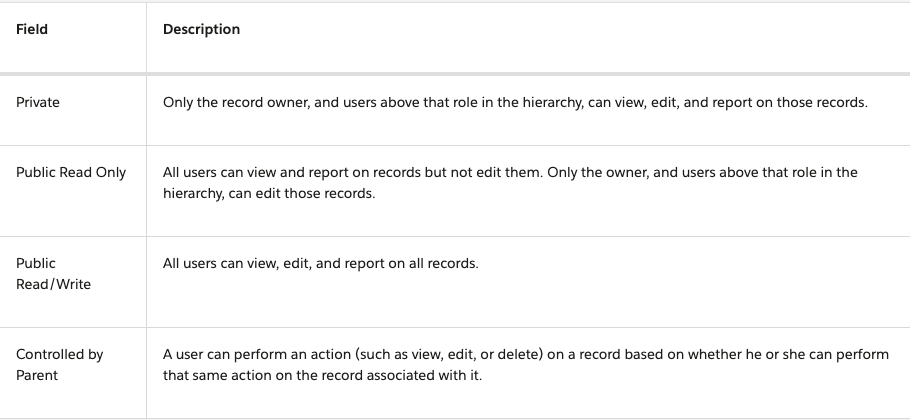 Field
Description
Private
Only the record owner, and users above that role in the hierarchy, can view, edit, and report on those records.
Public Read Only
All users can view and report on records but not edit them. Only the owner, and users above that role in the
hierarchy, can edit those records.
Public
Read/Write
All users can view, edit, and report on all records.
Controlled by
Parent
A user can perform an action (such as view, edit, or delete) on a record based on whether he or she can perform
that same action on the record associated with it.